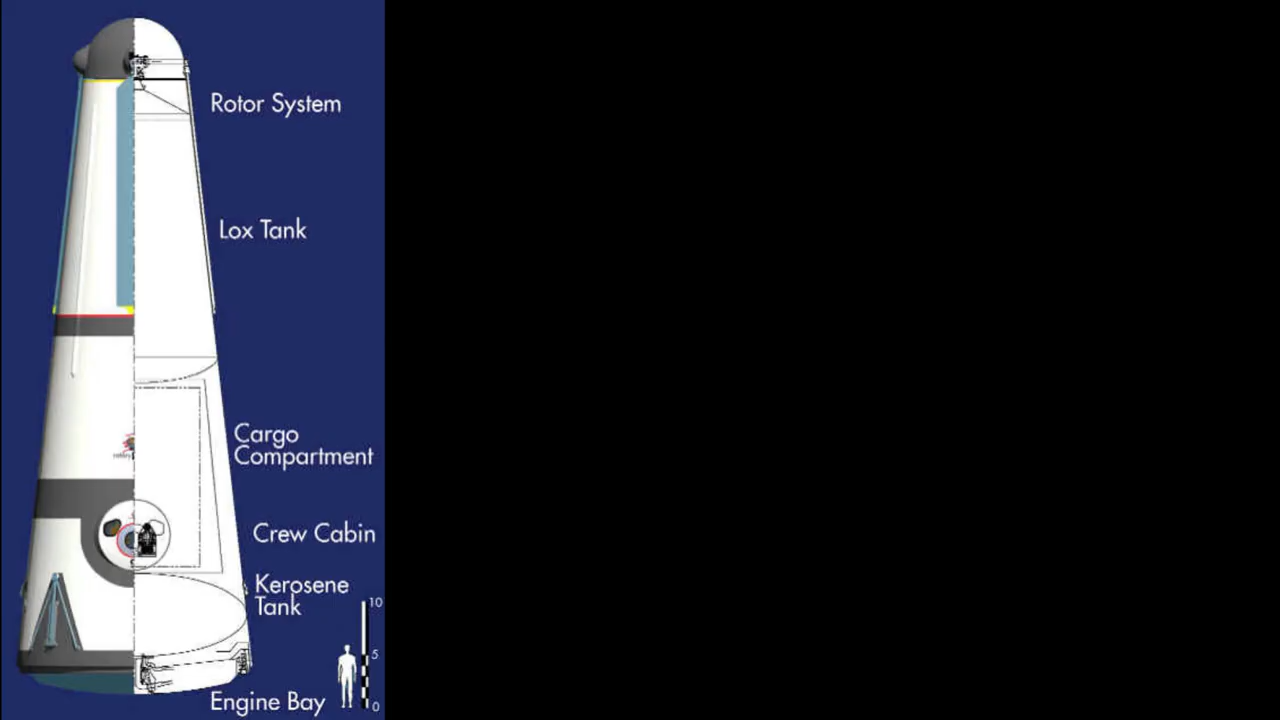 Rotor System
Lox Tank
Cargo
Compartment
Crew Cabin
Kerosene
Tank
10
5
0
Engine Bay